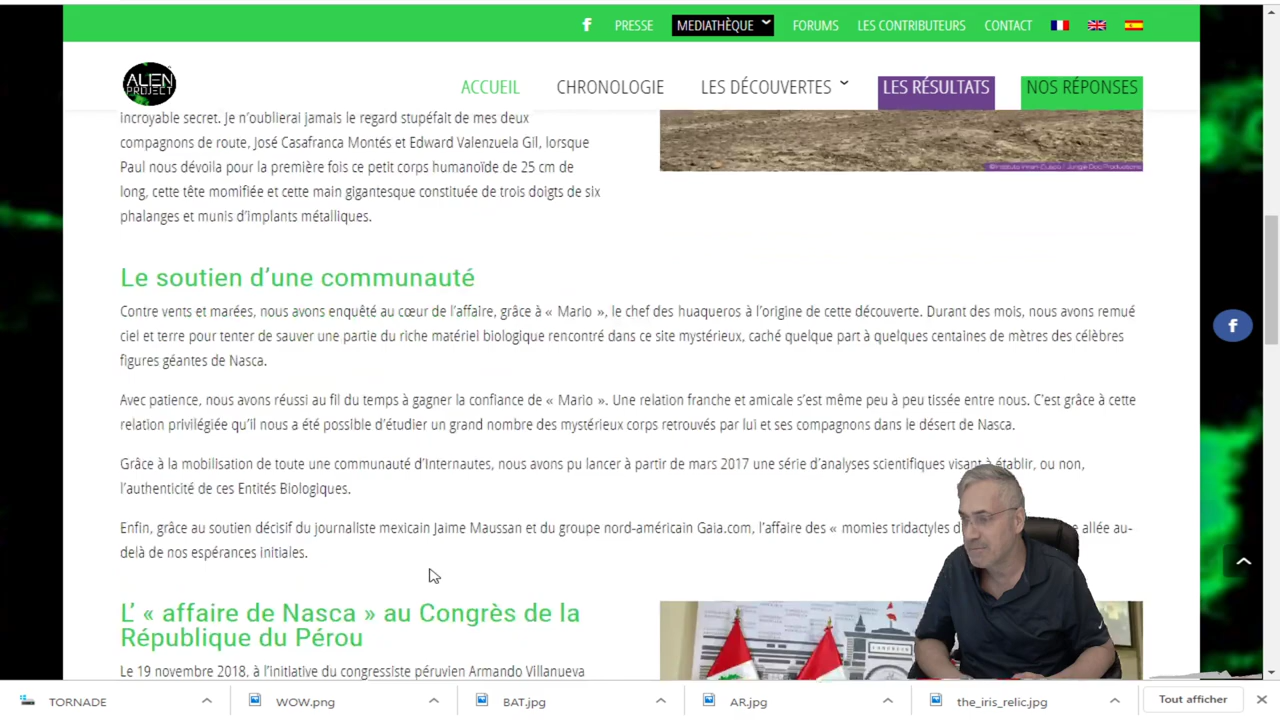 PRESSE MEDIATHÈQUE FORUMS LES CONTRIBUTEURS CONTACT
ALIEN PROJECT
ACCUEIL CHRONOLOGIE LES DÉCOUVERTES LES RÉSULTATS NOS RÉPONSES
incroyable secret. Je n'oublierai jamais le regard stupéfait de mes deux
compagnons de route, José Casafranca Montés et Edward Valenzuela Gil, lorsque
Paul nous dévoila pour la première fois ce petit corps humanoïde de 25 cm de
long, cette tête momifiée et cette main gigantesque constituée de trois doigts de six
phalanges et munis d'implants métalliques.
Le soutien d'une communauté
Contre vents et marées, nous avons enquêté au cœur de l'affaire, grâce à « Mario », le chef des huaqueros à l'origine de cette découverte. Durant des mois, nous avons remué
ciel et terre pour tenter de sauver une partie du riche matériel biologique rencontré dans ce site mystérieux, caché quelque part à quelques centaines de mètres des célèbres
figures géantes de Nasca.
Avec patience, nous avons réussi au fil du temps à gagner la confiance de « Mario ». Une relation franche et amicale s'est même peu à peu tissée entre nous. C'est grâce à cette
relation privilégiée qu'il nous a été possible d'étudier un grand nombre des mystérieux corps retrouvés par lui et ses compagnons dans le désert de Nasca.
Grâce à la mobilisation de toute une communauté d'Internautes, nous avons pu lancer à partir de mars 2017 une série d'analyses scientifiques visant à établir, ou non,
l'authenticité de ces Entités Biologiques.
Enfin, grâce au soutien décisif du journaliste mexicain Jaime Maussan et du groupe nord-américain Gaia.com, l'affaire des « momies tridactyles allée au-
delà de nos espérances initiales.
L' « affaire de Nasca » au Congrès de la
République du Pérou
Le 19 novembre 2018, à l'initiative du congressiste péruvien Armando Villanueva
TORNADE WOW.png BAT.jpg AR.jpg the_iris_relic.jpg Tout afficher